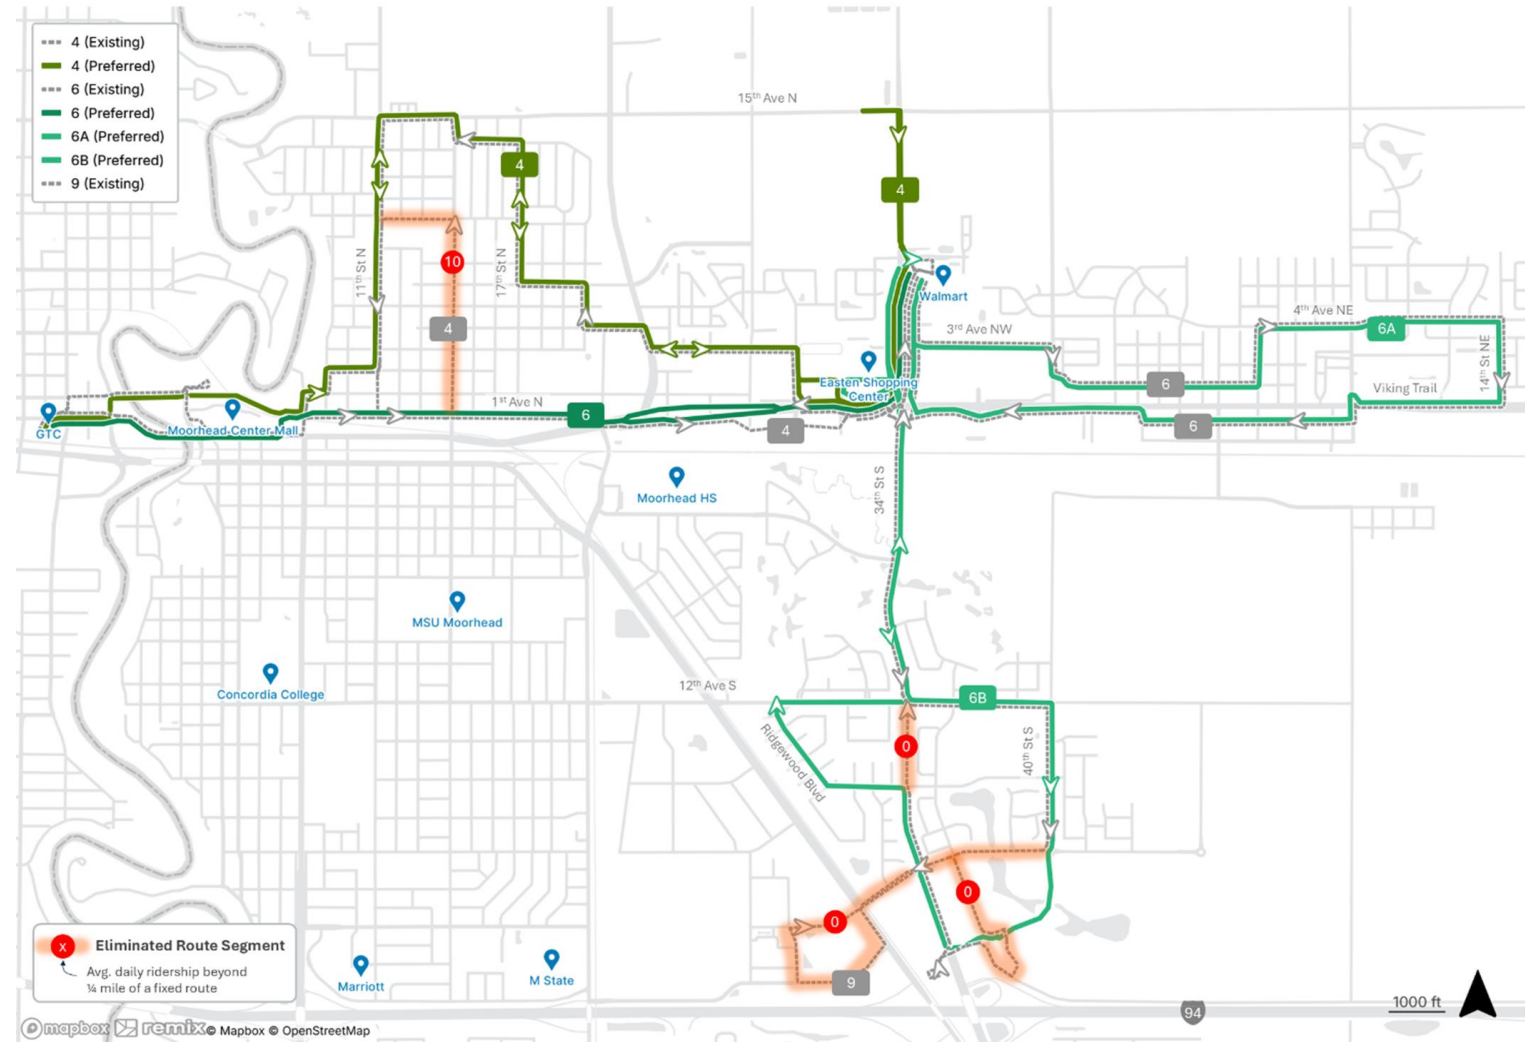 4 (Existing)
4 (Preferred)
6 (Existing)
6 (Preferred)
6A (Preferred)
6B (Preferred)
9 (Existing)
15th Ave N
4
4
11th St N
17th St N
10
4
Walmart
3rd Ave NW
4th Ave NE
6A
14th St NE
6
Easten Shopping
Center
Viking Trail
1st Ave N
6
GTC
Moorhead Center Mall
4
6
Moorhead HS
34th St S
MSU Moorhead
Concordia College
12th Ave S
6B
Ridgewood Blvd
0
40th St S
0
0
9
X Eliminated Route Segment
Avg. daily ridership beyond
¼ mile of a fixed route
Marriott
M State
1000 ft
94
mapbox remix © Mapbox © OpenStreetMap